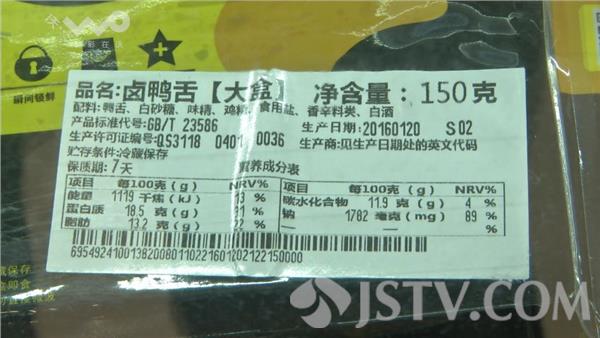 瞬间锁鲜
品名:卤鸭舌【大盒】 净含量: 150克
配料:鸭舌、白砂糖、味精、鸡精、食用盐、香辛料类、白酒
产品标准代号:GB/T 23586 生产日期:20160120 S02
生产许可证编号:QS3118 0401 0036 生产商:见生产日期处的英文代码
贮存条件:冷藏保存
保质期: 7天 营养成分表
项目 每100克(g) NRV% 项目 每100克(g) NRV%
能量 1119 千焦(kJ) 13 % 碳水化合物 11.9 克(g) 4 %
蛋白质 18.5 克(g) 31 % 钠 1782 毫克(mg) 89 %
脂肪 13.2 克(g) 22 %
695492410013820080110221601202122150000
JSTV.COM